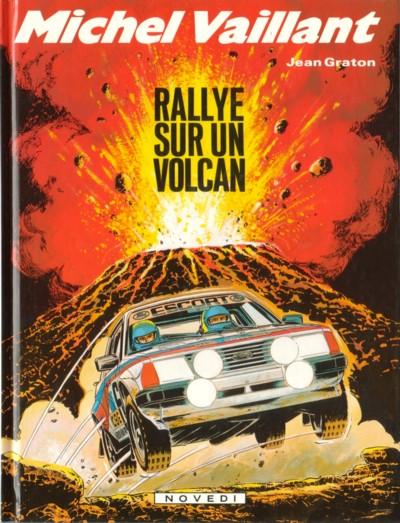 Michel Vaillant
Jean Graton
RALLYE
SUR UN
VOLCAN
ESCORT
NOVEDI